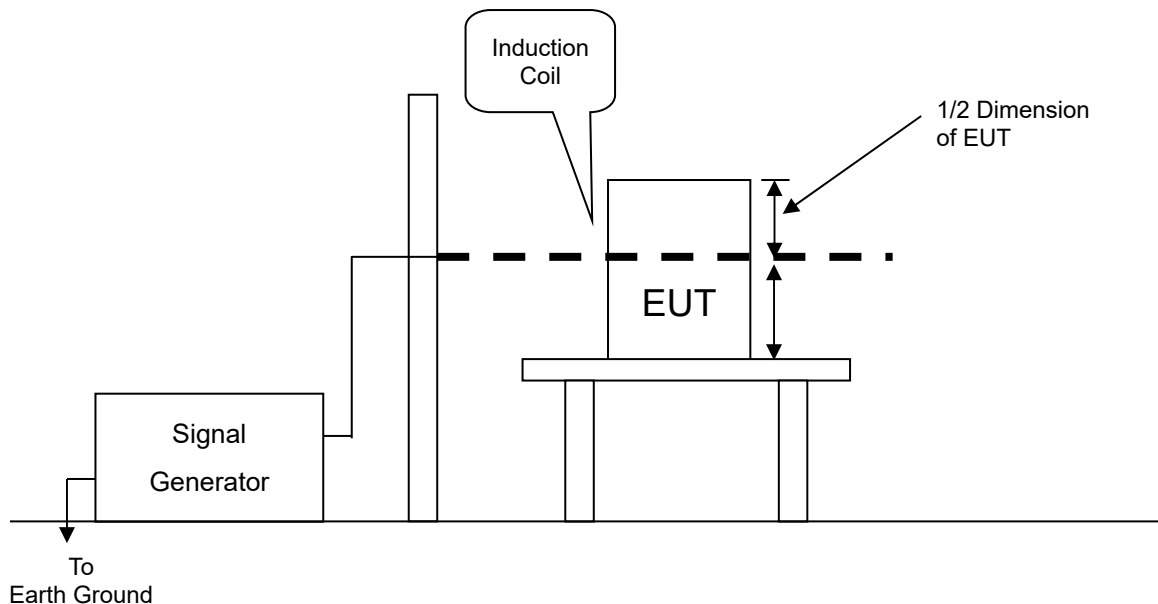 Induction
Coil
1/2 Dimension
of EUT
EUT
Signal
Generator
To
Earth Ground